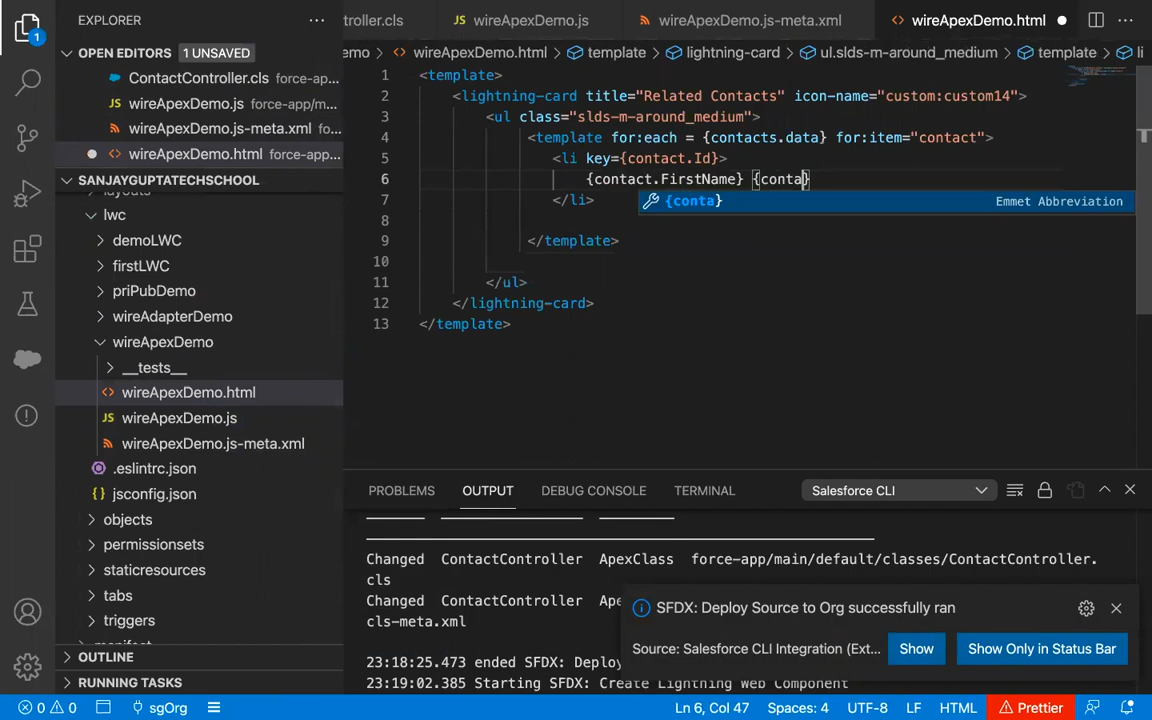 EXPLORER
OPEN EDITORS 1 UNSAVED
ContactController.cls force-ap...
wireApexDemo.js force-app/m...
wireApexDemo.js-meta.xml fo...
wireApexDemo.html force-app...
SANJAYGUPTATECHSCHOOL
layouts
lwc
demoLWC
firstLWC
priPubDemo
wireAdapterDemo
wireApexDemo
__tests__
wireApexDemo.html
wireApexDemo.js
wireApexDemo.js-meta.xml
.eslintrc.json
jsconfig.json
objects
permissionsets
staticresources
tabs
triggers
manifest
OUTLINE
RUNNING TASKS
1
troller.cls wireApexDemo.js wireApexDemo.js-meta.xml wireApexDemo.html
emo wireApexDemo.html template lightning-card ul.slds-m-around_medium template li
1 <template>
2 <lightning-card title="Related Contacts" icon-name="custom:custom14">
3 <ul class="slds-m-around_medium">
4 <template for:each = {contacts.data} for:item="contact">
5 <li key={contact.Id}>
6 {contact.FirstName} {conta}
{conta} Emmet Abbreviation
7 </li>
8
9 </template>
10
11 </ul>
12 </lightning-card>
13 </template>
PROBLEMS OUTPUT DEBUG CONSOLE TERMINAL Salesforce CLI
Changed ContactController ApexClass force-app/main/default/classes/ContactController.
cls
Changed ContactController Ape
cls-meta.xml
23:18:25.473 ended SFDX: Deplo
23:19:02.385 Starting SFDX: Create Lightning Web Component
SFDX: Deploy Source to Org successfully ran
Source: Salesforce CLI Integration (Ext... Show Show Only in Status Bar
0 0 sgOrg Ln 6, Col 47 Spaces: 4 UTF-8 LF HTML Prettier